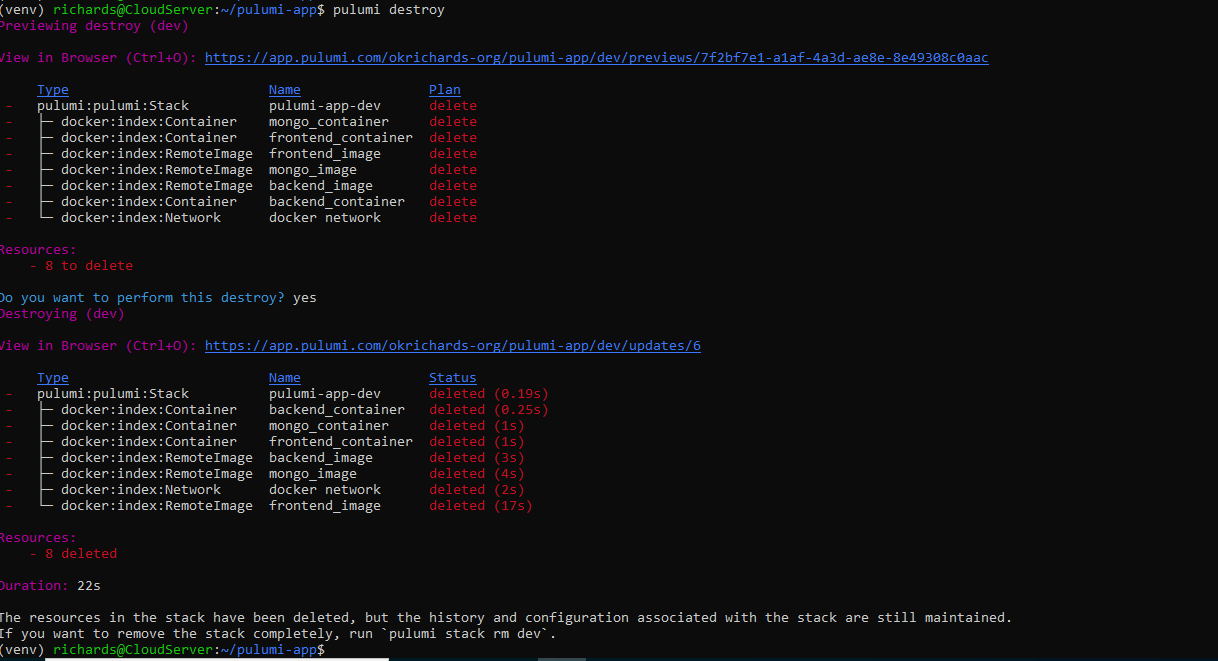 (venv) richards@CloudServer:~/pulumi-app$ pulumi destroy
Previewing destroy (dev)
View in Browser (Ctrl+O): https://app.pulumi.com/okrichards-org/pulumi-app/dev/previews/7f2bf7e1-a1af-4a3d-ae8e-8e49308c0aac
Type Name Plan
- pulumi:pulumi:Stack pulumi-app-dev delete
- ├─ docker:index:Container mongo_container delete
- ├─ docker:index:Container frontend_container delete
- ├─ docker:index:RemoteImage frontend_image delete
- ├─ docker:index:RemoteImage mongo_image delete
- ├─ docker:index:RemoteImage backend_image delete
- ├─ docker:index:Container backend_container delete
- └─ docker:index:Network docker network delete
Resources:
- 8 to delete
Do you want to perform this destroy? yes
Destroying (dev)
View in Browser (Ctrl+O): https://app.pulumi.com/okrichards-org/pulumi-app/dev/updates/6
Type Name Status
- pulumi:pulumi:Stack pulumi-app-dev deleted (0.19s)
- ├─ docker:index:Container backend_container deleted (0.25s)
- ├─ docker:index:Container mongo_container deleted (1s)
- ├─ docker:index:Container frontend_container deleted (1s)
- ├─ docker:index:RemoteImage backend_image deleted (3s)
- ├─ docker:index:RemoteImage mongo_image deleted (4s)
- ├─ docker:index:Network docker network deleted (2s)
- └─ docker:index:RemoteImage frontend_image deleted (17s)
Resources:
- 8 deleted
Duration: 22s
The resources in the stack have been deleted, but the history and configuration associated with the stack are still maintained.
If you want to remove the stack completely, run `pulumi stack rm dev`.
(venv) richards@CloudServer:~/pulumi-app$